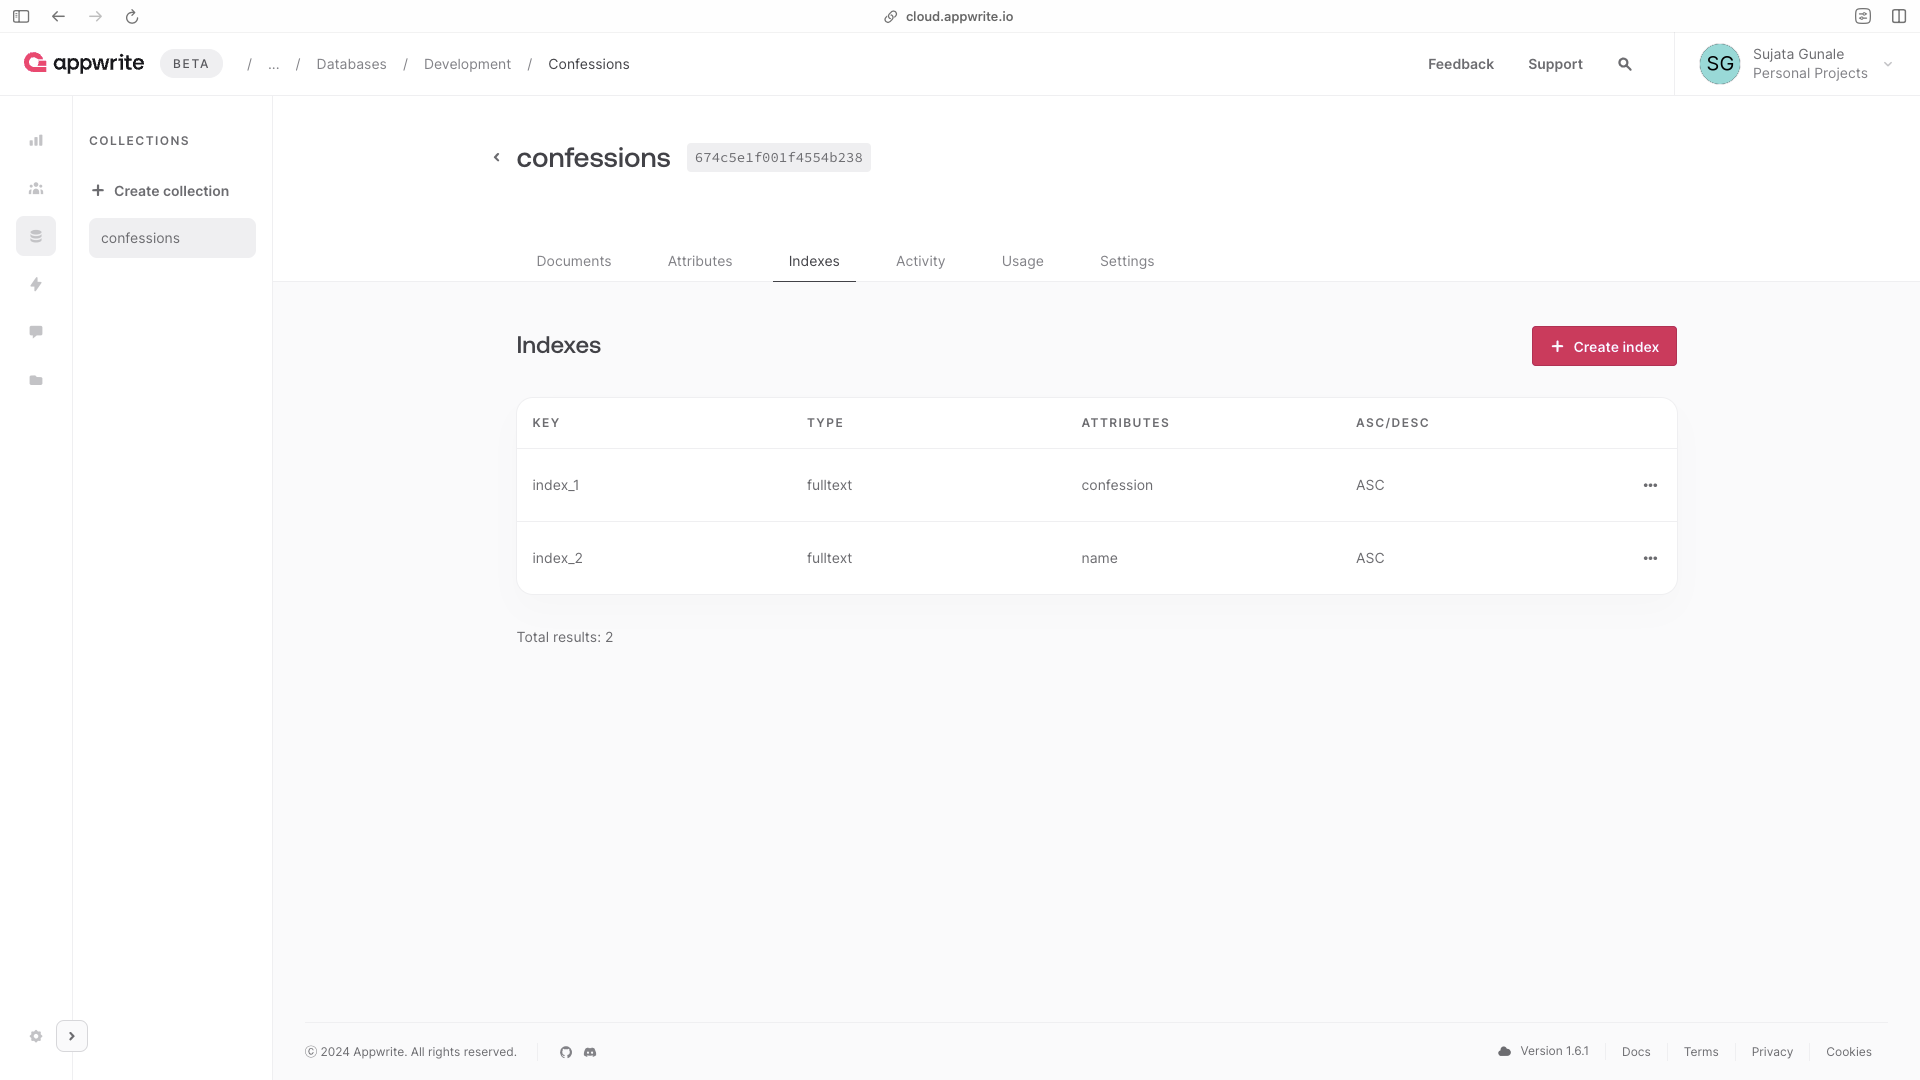 cloud.appwrite.io
appwrite BETA / ... / Databases / Development / Confessions
Feedback Support
SG
Sujata Gunale
Personal Projects
COLLECTIONS
Create collection
confessions
confessions 674c5e1f001f4554b238
Documents Attributes Indexes Activity Usage Settings
Indexes
Create index
KEY TYPE ATTRIBUTES ASC/DESC
index_1 fulltext confession ASC
index_2 fulltext name ASC
Total results: 2
© 2024 Appwrite. All rights reserved.
Version 1.6.1 Docs Terms Privacy Cookies